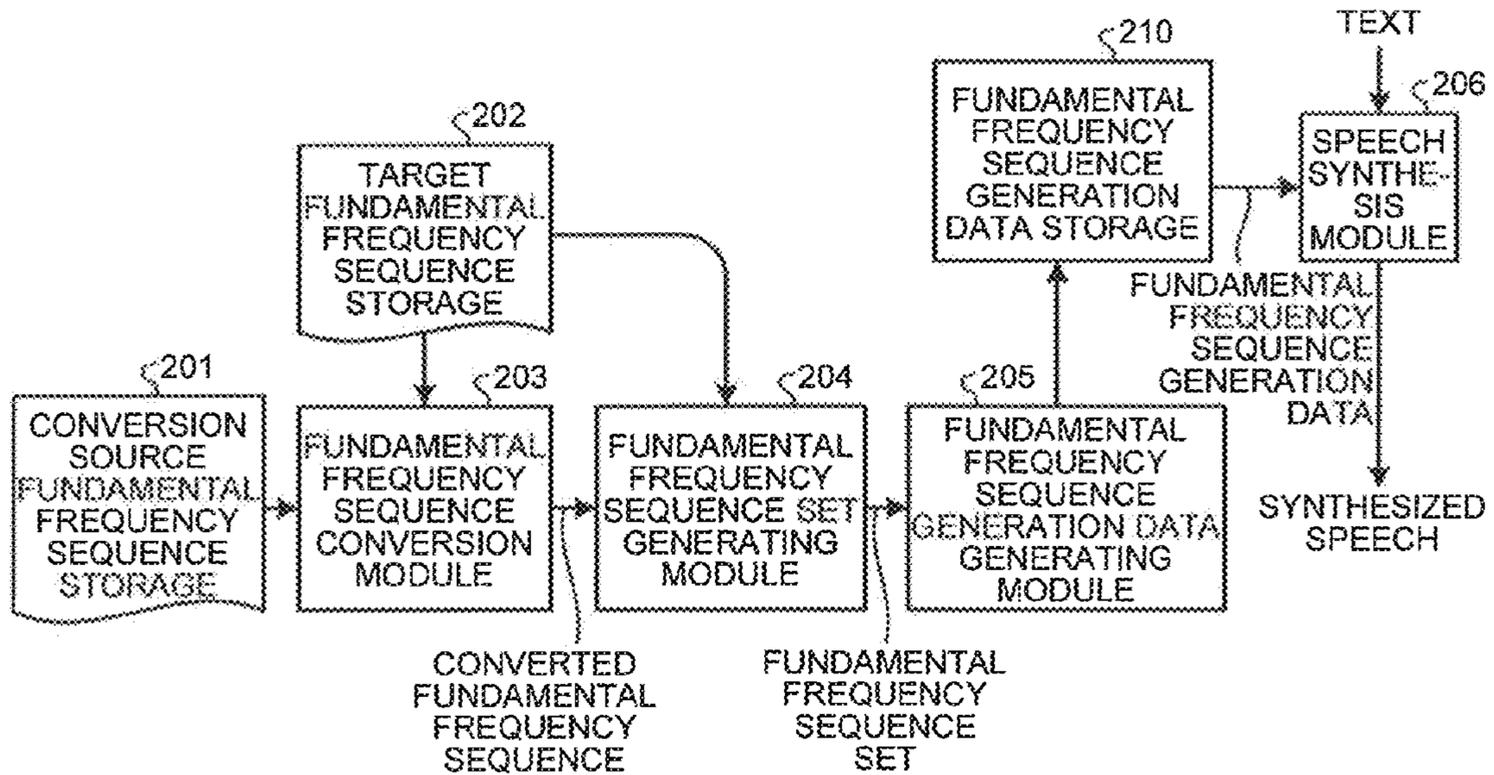 202
TARGET
FUNDAMENTAL
FREQUENCY
SEQUENCE
STORAGE
201
CONVERSION
SOURCE
FUNDAMENTAL
FREQUENCY
SEQUENCE
STORAGE
203
FUNDAMENTAL
FREQUENCY
SEQUENCE
CONVERSION
MODULE
CONVERTED
FUNDAMENTAL
FREQUENCY
SEQUENCE
204
FUNDAMENTAL
FREQUENCY
SEQUENCE SET
GENERATING
MODULE
FUNDAMENTAL
FREQUENCY
SEQUENCE
SET
205
FUNDAMENTAL
FREQUENCY
SEQUENCE
GENERATION DATA
GENERATING
MODULE
210
FUNDAMENTAL
FREQUENCY
SEQUENCE
GENERATION
DATA STORAGE
FUNDAMENTAL
FREQUENCY
SEQUENCE
GENERATION
DATA
TEXT
206
SPEECH
SYNTHE-
SIS
MODULE
SYNTHESIZED
SPEECH